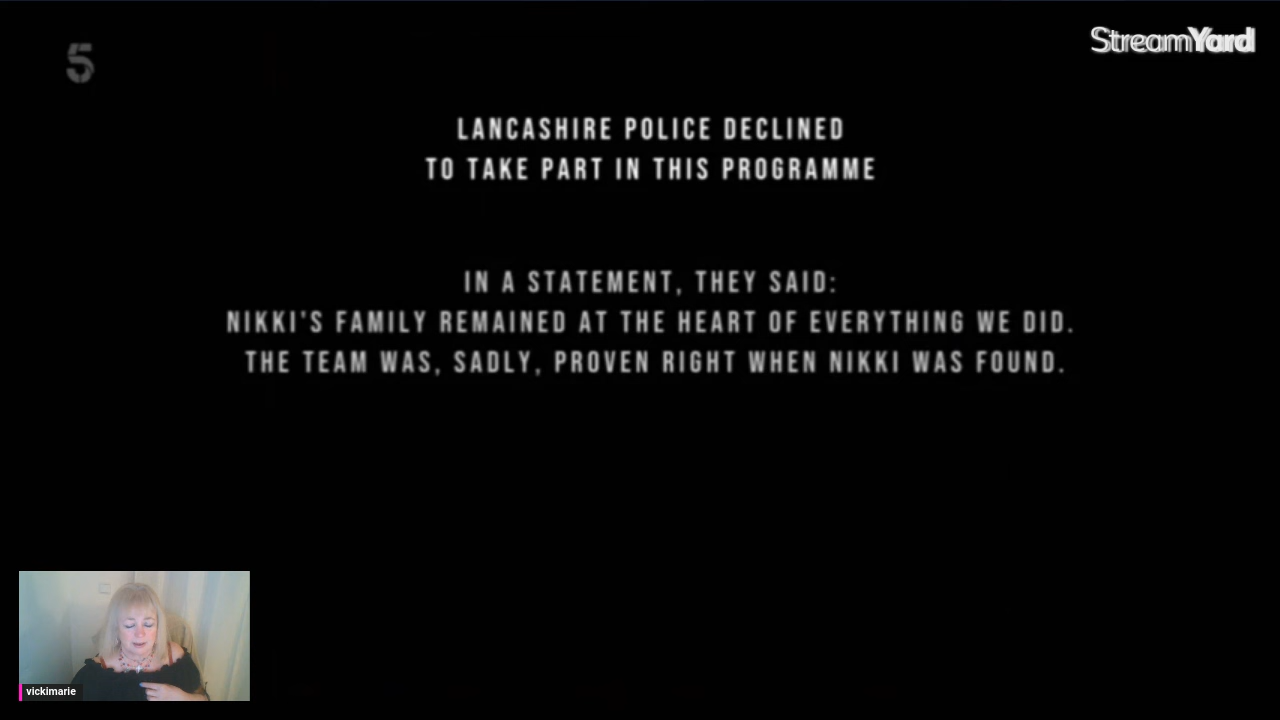 5
StreamYard
LANCASHIRE POLICE DECLINED
TO TAKE PART IN THIS PROGRAMME
IN A STATEMENT, THEY SAID:
NIKKI'S FAMILY REMAINED AT THE HEART OF EVERYTHING WE DID.
THE TEAM WAS, SADLY, PROVEN RIGHT WHEN NIKKI WAS FOUND.
vickimarie